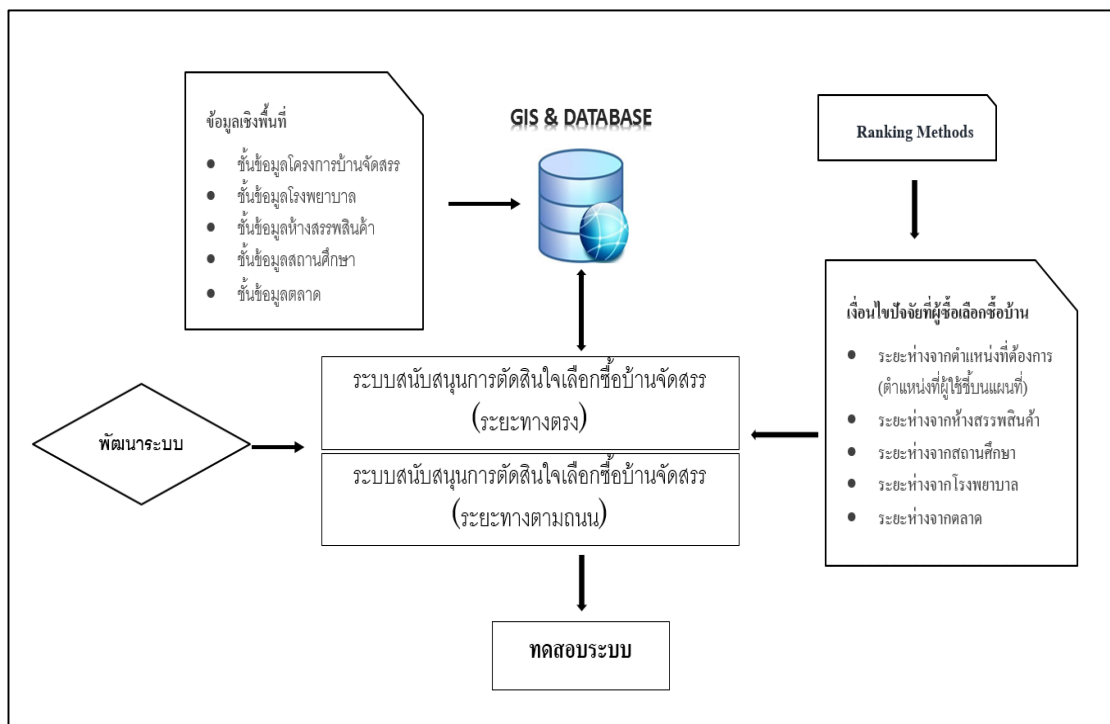 ข้อมูลเชิงพื้นที่
● ชั้นข้อมูลโครงการบ้านจัดสรร
● ชั้นข้อมูลโรงพยาบาล
● ชั้นข้อมูลห้างสรรพสินค้า
● ชั้นข้อมูลสถานศึกษา
● ชั้นข้อมูลตลาด
GIS & DATABASE
Ranking Methods
เงื่อนไขปัจจัยที่ผู้ซื้อเลือกซื้อบ้าน
● ระยะห่างจากตำแหน่งที่ต้องการ
(ตำแหน่งที่ผู้ใช้ชี้บนแผนที่)
● ระยะห่างจากห้างสรรพสินค้า
● ระยะห่างจากสถานศึกษา
● ระยะห่างจากโรงพยาบาล
● ระยะห่างจากตลาด
พัฒนาระบบ
ระบบสนับสนุนการตัดสินใจเลือกซื้อบ้านจัดสรร
(ระยะทางตรง)
ระบบสนับสนุนการตัดสินใจเลือกซื้อบ้านจัดสรร
(ระยะทางตามถนน)
ทดสอบระบบ